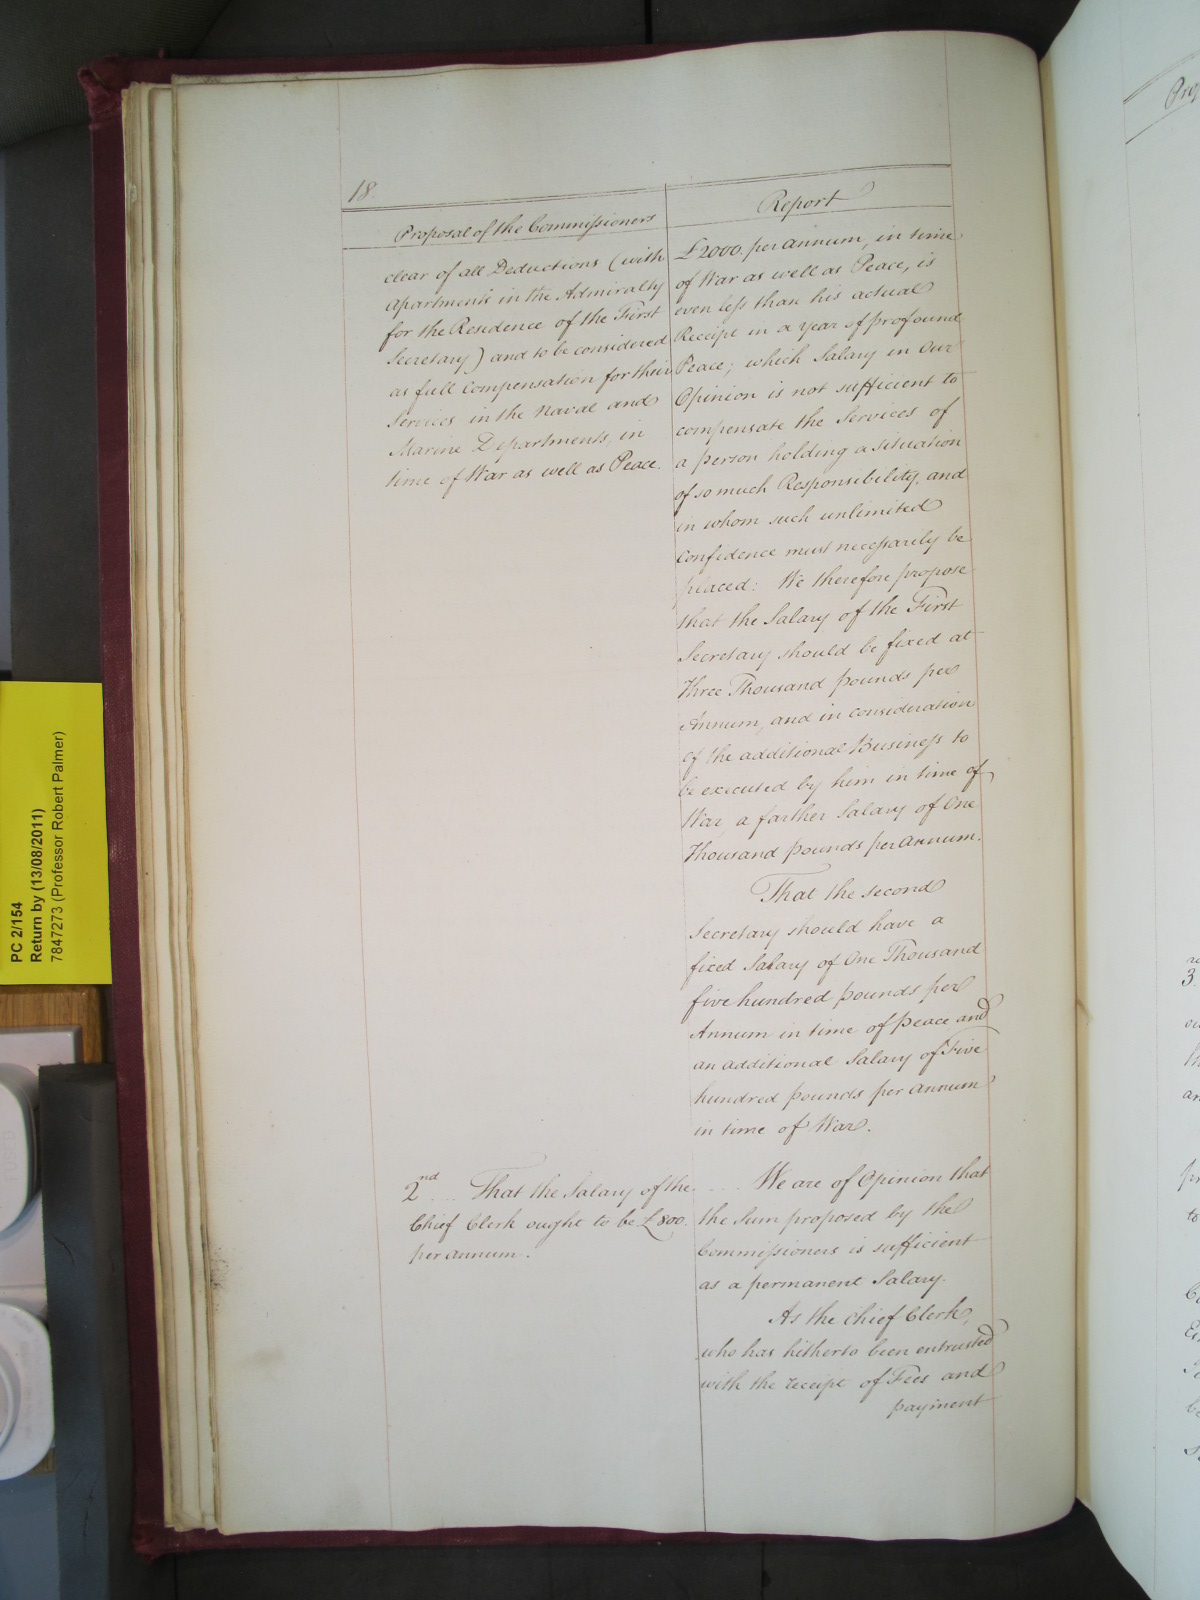 18.
Proposal of the Commissioners
clear of all Deductions (with
apartments in the Admiralty
for the Residence of the First
Secretary) and to be considered
as full Compensation for their
Services in the Naval and
Marine Departments, in
time of War as well as Peace.
2nd .... That the Salary of the
Chief Clerk ought to be £800.
per annum.
Report
£2000. per annum, in time
of War as well as Peace, is
even less than his actual
Receipt in a year of profound
Peace; which Salary in Our
Opinion is not sufficient to
compensate the Services of
a person holding a situation
of so much Responsibility, and
in whom such unlimited
Confidence must necessarily be
placed: We therefore propose
that the Salary of the First
Secretary should be fixed at
Three Thousand pounds per
Annum, and in consideration
of the additional Business to
be executed by him in time of
War, a farther Salary of One
Thousand pounds per annum.
That the second
Secretary should have a
fixed Salary of One Thousand
five hundred pounds per
Annum in time of peace and
an additional Salary of Five
hundred pounds per annum
in time of War.
.... We are of Opinion that
the Sum proposed by the
Commissioners is sufficient
as a permanent Salary.
As the Chief Clerk,
who has hitherto been entrusted
with the receipt of Fees and
payment
PC 2/154
Return by (13/08/2011)
7847273 (Professor Robert Palmer)